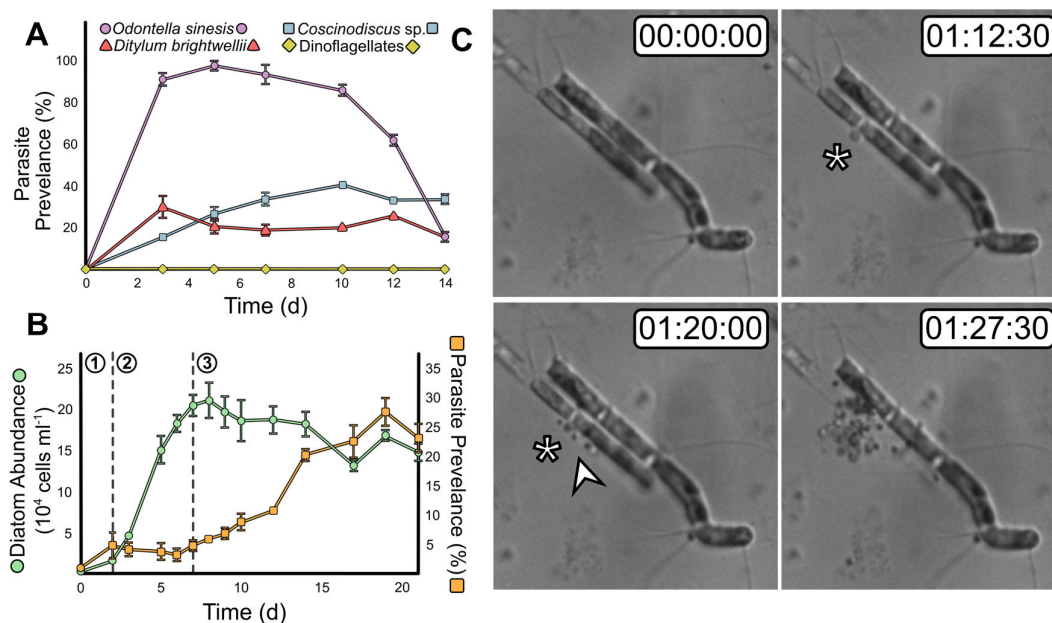 A
Odontella sinesis
Coscinodiscus sp.
Ditylum brightwellii
Dinoflagellates
Parasite Prevelance (%)
100
80
60
40
20
0 2 4 6 8 10 12 14
Time (d)
B
① ② ③
Diatom Abundance
(10⁴ cells ml⁻¹)
25
20
15
10
5
Parasite Prevelance (%)
35
30
25
20
15
10
5
0 5 10 15 20
Time (d)
C
00:00:00
01:12:30
*
01:20:00
*
01:27:30